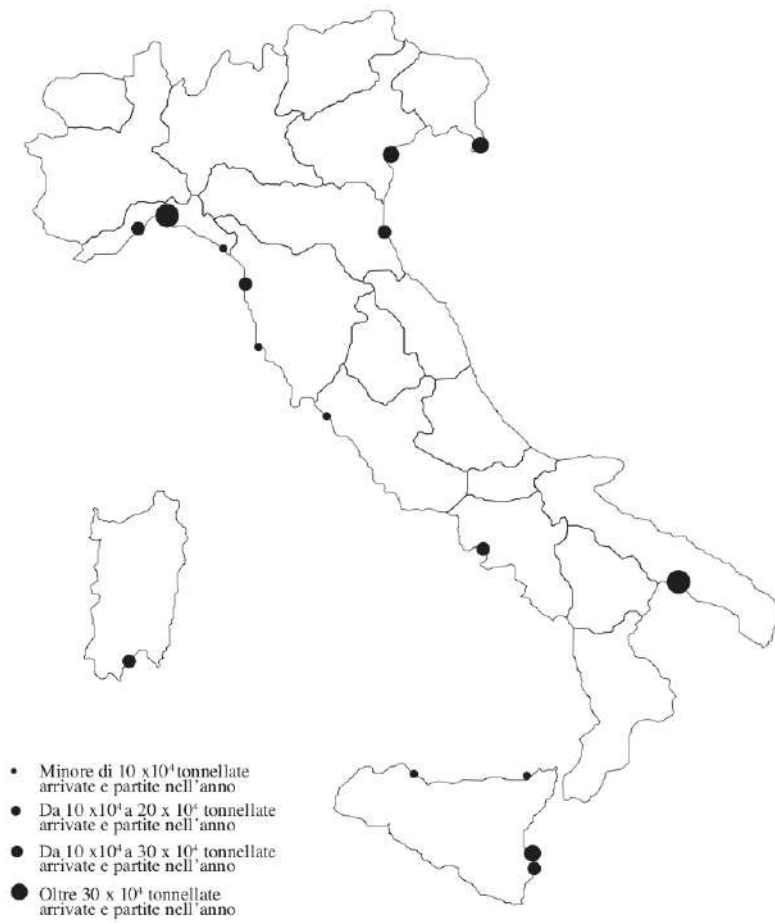 Minore di 10 x10⁴ tonnellate
arrivate e partite nell'anno
Da 10 x10⁴ a 20 x 10⁴ tonnellate
arrivate e partite nell'anno
Da 10 x10⁴ a 30 x 10⁴ tonnellate
arrivate e partite nell'anno
Oltre 30 x 10⁴ tonnellate
arrivate e partite nell'anno